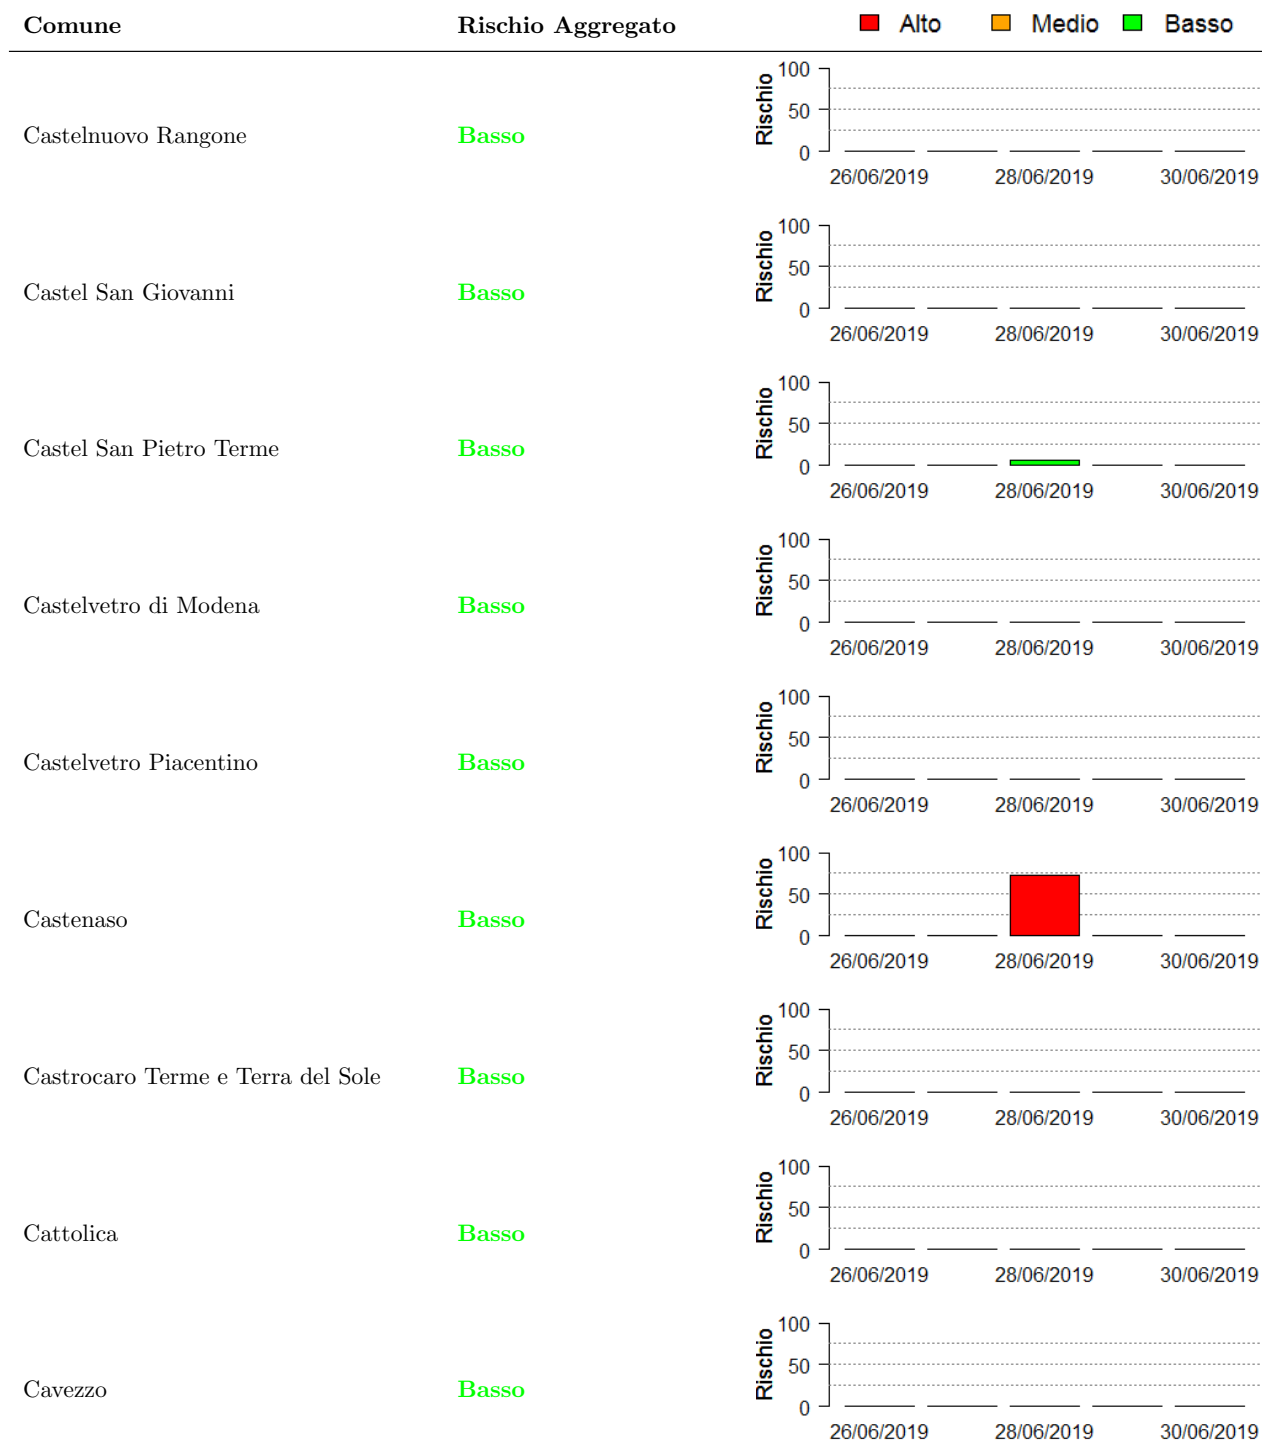 Comune Rischio Aggregato Alto Medio Basso
Castelnuovo Rangone Basso
Rischio
100
50
0
26/06/2019 28/06/2019 30/06/2019
Castel San Giovanni Basso
Rischio
100
50
0
26/06/2019 28/06/2019 30/06/2019
Castel San Pietro Terme Basso
Rischio
100
50
0
26/06/2019 28/06/2019 30/06/2019
Castelvetro di Modena Basso
Rischio
100
50
0
26/06/2019 28/06/2019 30/06/2019
Castelvetro Piacentino Basso
Rischio
100
50
0
26/06/2019 28/06/2019 30/06/2019
Castenaso Basso
Rischio
100
50
0
26/06/2019 28/06/2019 30/06/2019
Castrocaro Terme e Terra del Sole Basso
Rischio
100
50
0
26/06/2019 28/06/2019 30/06/2019
Cattolica Basso
Rischio
100
50
0
26/06/2019 28/06/2019 30/06/2019
Cavezzo Basso
Rischio
100
50
0
26/06/2019 28/06/2019 30/06/2019